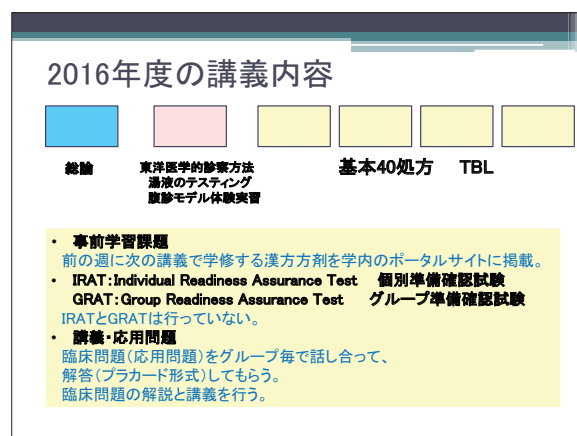 2016年度の講義内容
総論
東洋医学的診察方法
湯液のテスティング
腹診モデル体験実習
基本40処方 TBL
・ 事前学習課題
前の週に次の講義で学修する漢方方剤を学内のポータルサイトに掲載。
・ IRAT：Individual Readiness Assurance Test 個別準備確認試験
GRAT：Group Readiness Assurance Test グループ準備確認試験
IRATとGRATは行っていない。
・ 講義・応用問題
臨床問題（応用問題）をグループ毎で話し合って、
解答（プラカード形式）してもらう。
臨床問題の解説と講義を行う。